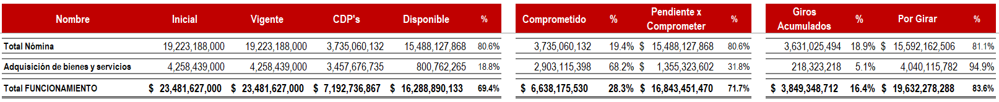 Nombre Inicial Vigente CDP's Disponible % Comprometido % Pendiente x Comprometer % Giros Acumulados % Por Girar %
Total Nómina 19,223,188,000 19,223,188,000 3,735,060,132 15,488,127,868 80.6% 3,735,060,132 19.4% $ 15,488,127,868 80.6% 3,631,025,494 18.9% $ 15,592,162,506 81.1%
Adquisición de bienes y servicios 4,258,439,000 4,258,439,000 3,457,676,735 800,762,265 18.8% 2,903,115,398 68.2% $ 1,355,323,602 31.8% 218,323,218 5.1% 4,040,115,782 94.9%
Total FUNCIONAMIENTO $ 23,481,627,000 $ 23,481,627,000 $ 7,192,736,867 $ 16,288,890,133 69.4% $ 6,638,175,530 28.3% $ 16,843,451,470 71.7% $ 3,849,348,712 16.4% $ 19,632,278,288 83.6%